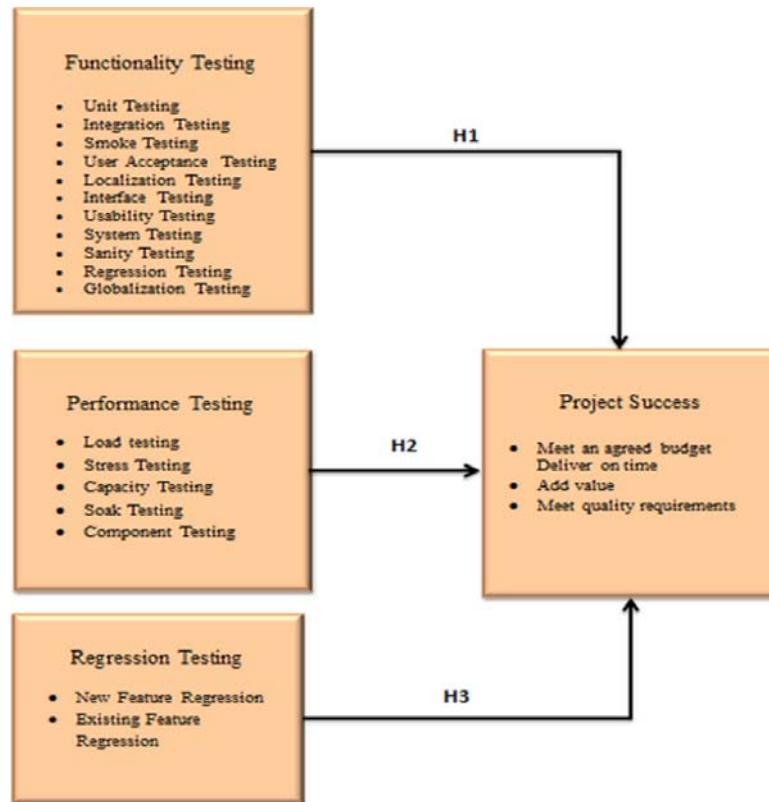 Functionality Testing
• Unit Testing
• Integration Testing
• Smoke Testing
• User Acceptance Testing
• Localization Testing
• Interface Testing
• Usability Testing
• System Testing
• Sanity Testing
• Regression Testing
• Globalization Testing
H1
Performance Testing
• Load testing
• Stress Testing
• Capacity Testing
• Soak Testing
• Component Testing
H2
Project Success
• Meet an agreed budget
Deliver on time
• Add value
• Meet quality requirements
Regression Testing
• New Feature Regression
• Existing Feature
Regression
H3